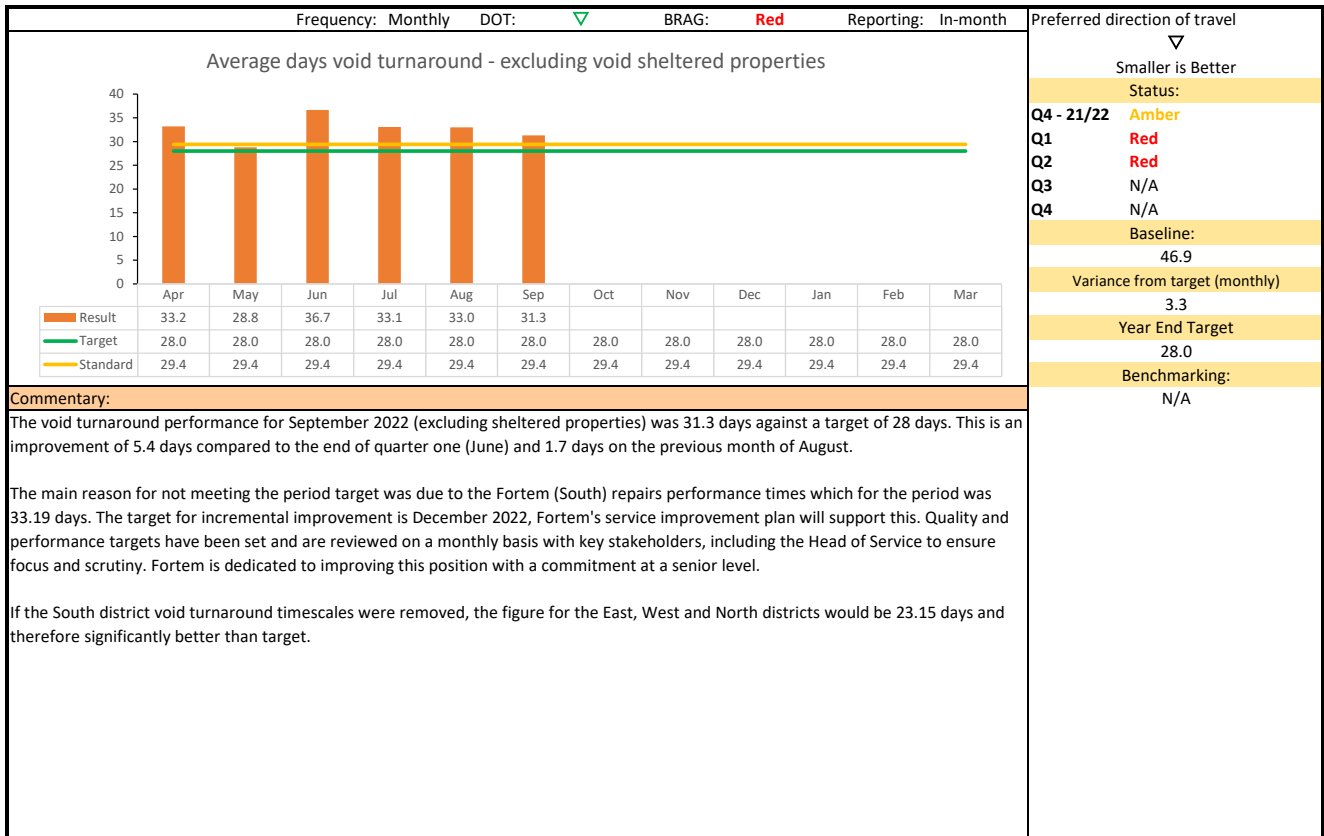 Frequency: Monthly DOT: ▽ BRAG: Red Reporting: In-month
Average days void turnaround - excluding void sheltered properties
40
35
30
25
20
15
10
5
0
Apr May Jun Jul Aug Sep Oct Nov Dec Jan Feb Mar
Result 33.2 28.8 36.7 33.1 33.0 31.3
Target 28.0 28.0 28.0 28.0 28.0 28.0 28.0 28.0 28.0 28.0 28.0 28.0
Standard 29.4 29.4 29.4 29.4 29.4 29.4 29.4 29.4 29.4 29.4 29.4 29.4
Commentary:
The void turnaround performance for September 2022 (excluding sheltered properties) was 31.3 days against a target of 28 days. This is an
improvement of 5.4 days compared to the end of quarter one (June) and 1.7 days on the previous month of August.
The main reason for not meeting the period target was due to the Fortem (South) repairs performance times which for the period was
33.19 days. The target for incremental improvement is December 2022, Fortem's service improvement plan will support this. Quality and
performance targets have been set and are reviewed on a monthly basis with key stakeholders, including the Head of Service to ensure
focus and scrutiny. Fortem is dedicated to improving this position with a commitment at a senior level.
If the South district void turnaround timescales were removed, the figure for the East, West and North districts would be 23.15 days and
therefore significantly better than target.
Preferred direction of travel
▽
Smaller is Better
Status:
Q4 - 21/22 Amber
Q1 Red
Q2 Red
Q3 N/A
Q4 N/A
Baseline:
46.9
Variance from target (monthly)
3.3
Year End Target
28.0
Benchmarking:
N/A